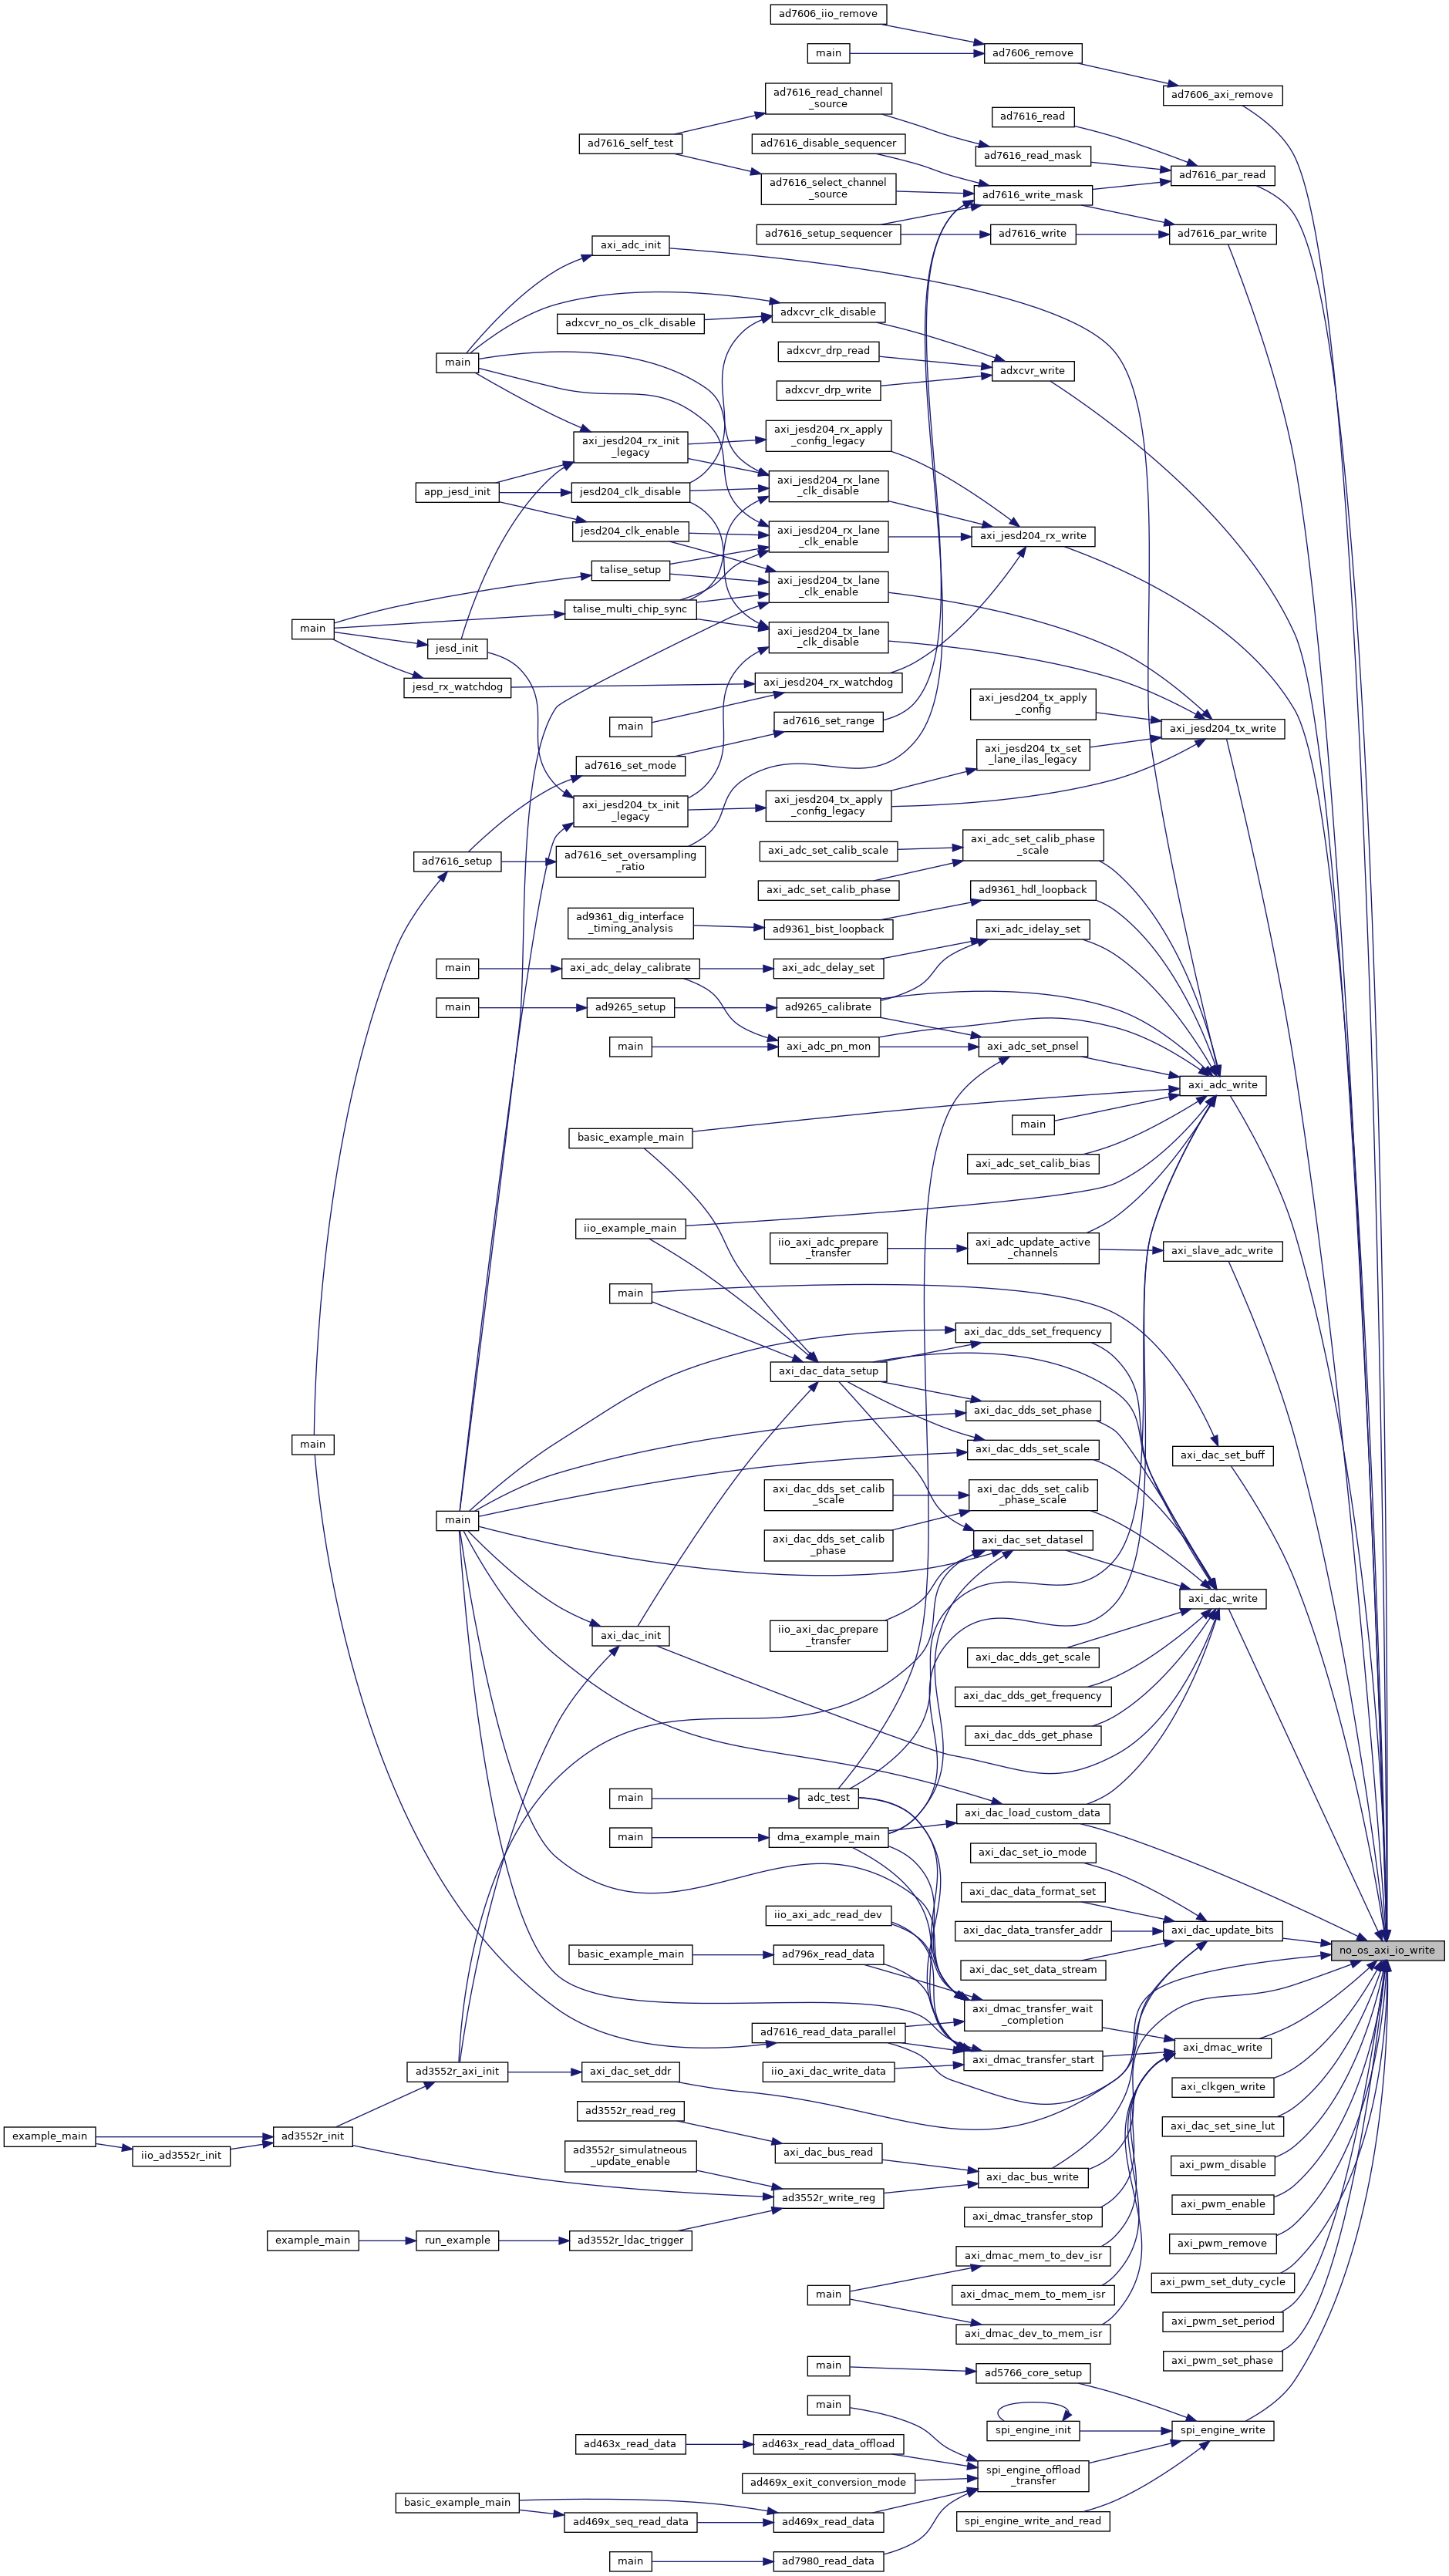 ad7606_iio_remove
main
ad7606_remove
ad7606_axi_remove
ad7616_read_channel
_source
ad7616_read
ad7616_self_test
ad7616_disable_sequencer
ad7616_read_mask
ad7616_par_read
ad7616_select_channel
_source
ad7616_write_mask
ad7616_setup_sequencer
ad7616_write
ad7616_par_write
axi_adc_init
adxcvr_clk_disable
adxcvr_no_os_clk_disable
main
adxcvr_drp_read
adxcvr_write
adxcvr_drp_write
axi_jesd204_rx_init
_legacy
axi_jesd204_rx_apply
_config_legacy
app_jesd_init
jesd204_clk_disable
axi_jesd204_rx_lane
_clk_disable
jesd204_clk_enable
axi_jesd204_rx_lane
_clk_enable
axi_jesd204_rx_write
talise_setup
axi_jesd204_tx_lane
_clk_enable
talise_multi_chip_sync
main
jesd_init
axi_jesd204_tx_lane
_clk_disable
jesd_rx_watchdog
axi_jesd204_rx_watchdog
axi_jesd204_tx_apply
_config
main
ad7616_set_range
axi_jesd204_tx_write
axi_jesd204_tx_set
_lane_ilas_legacy
ad7616_set_mode
axi_jesd204_tx_init
_legacy
axi_jesd204_tx_apply
_config_legacy
ad7616_setup
ad7616_set_oversampling
_ratio
axi_adc_set_calib_scale
axi_adc_set_calib_phase
_scale
axi_adc_set_calib_phase
ad9361_hdl_loopback
ad9361_dig_interface
_timing_analysis
ad9361_bist_loopback
axi_adc_idelay_set
main
axi_adc_delay_calibrate
axi_adc_delay_set
main
ad9265_setup
ad9265_calibrate
main
axi_adc_pn_mon
axi_adc_set_pnsel
axi_adc_write
main
basic_example_main
axi_adc_set_calib_bias
iio_example_main
iio_axi_adc_prepare
_transfer
axi_adc_update_active
_channels
axi_slave_adc_write
main
axi_dac_dds_set_frequency
axi_dac_data_setup
axi_dac_dds_set_phase
main
axi_dac_dds_set_scale
axi_dac_set_buff
axi_dac_dds_set_calib
_scale
axi_dac_dds_set_calib
_phase_scale
main
axi_dac_dds_set_calib
_phase
axi_dac_set_datasel
axi_dac_write
axi_dac_init
iio_axi_dac_prepare
_transfer
axi_dac_dds_get_scale
axi_dac_dds_get_frequency
axi_dac_dds_get_phase
main
adc_test
axi_dac_load_custom_data
main
dma_example_main
axi_dac_set_io_mode
axi_dac_data_format_set
iio_axi_adc_read_dev
axi_dac_data_transfer_addr
axi_dac_update_bits
no_os_axi_io_write
basic_example_main
ad796x_read_data
axi_dac_set_data_stream
axi_dmac_transfer_wait
_completion
ad7616_read_data_parallel
axi_dmac_write
axi_dmac_transfer_start
ad3552r_axi_init
axi_dac_set_ddr
iio_axi_dac_write_data
axi_clkgen_write
ad3552r_read_reg
axi_dac_set_sine_lut
example_main
ad3552r_init
iio_ad3552r_init
ad3552r_simulatneous
_update_enable
axi_dac_bus_read
axi_pwm_disable
axi_dac_bus_write
ad3552r_write_reg
axi_pwm_enable
axi_dmac_transfer_stop
example_main
run_example
ad3552r_ldac_trigger
axi_pwm_remove
axi_dmac_mem_to_dev_isr
axi_pwm_set_duty_cycle
main
axi_dmac_mem_to_mem_isr
axi_pwm_set_period
axi_dmac_dev_to_mem_isr
axi_pwm_set_phase
main
ad5766_core_setup
main
spi_engine_init
spi_engine_write
ad463x_read_data
ad463x_read_data_offload
spi_engine_offload
_transfer
ad469x_exit_conversion_mode
basic_example_main
ad469x_seq_read_data
ad469x_read_data
spi_engine_write_and_read
main
ad7980_read_data